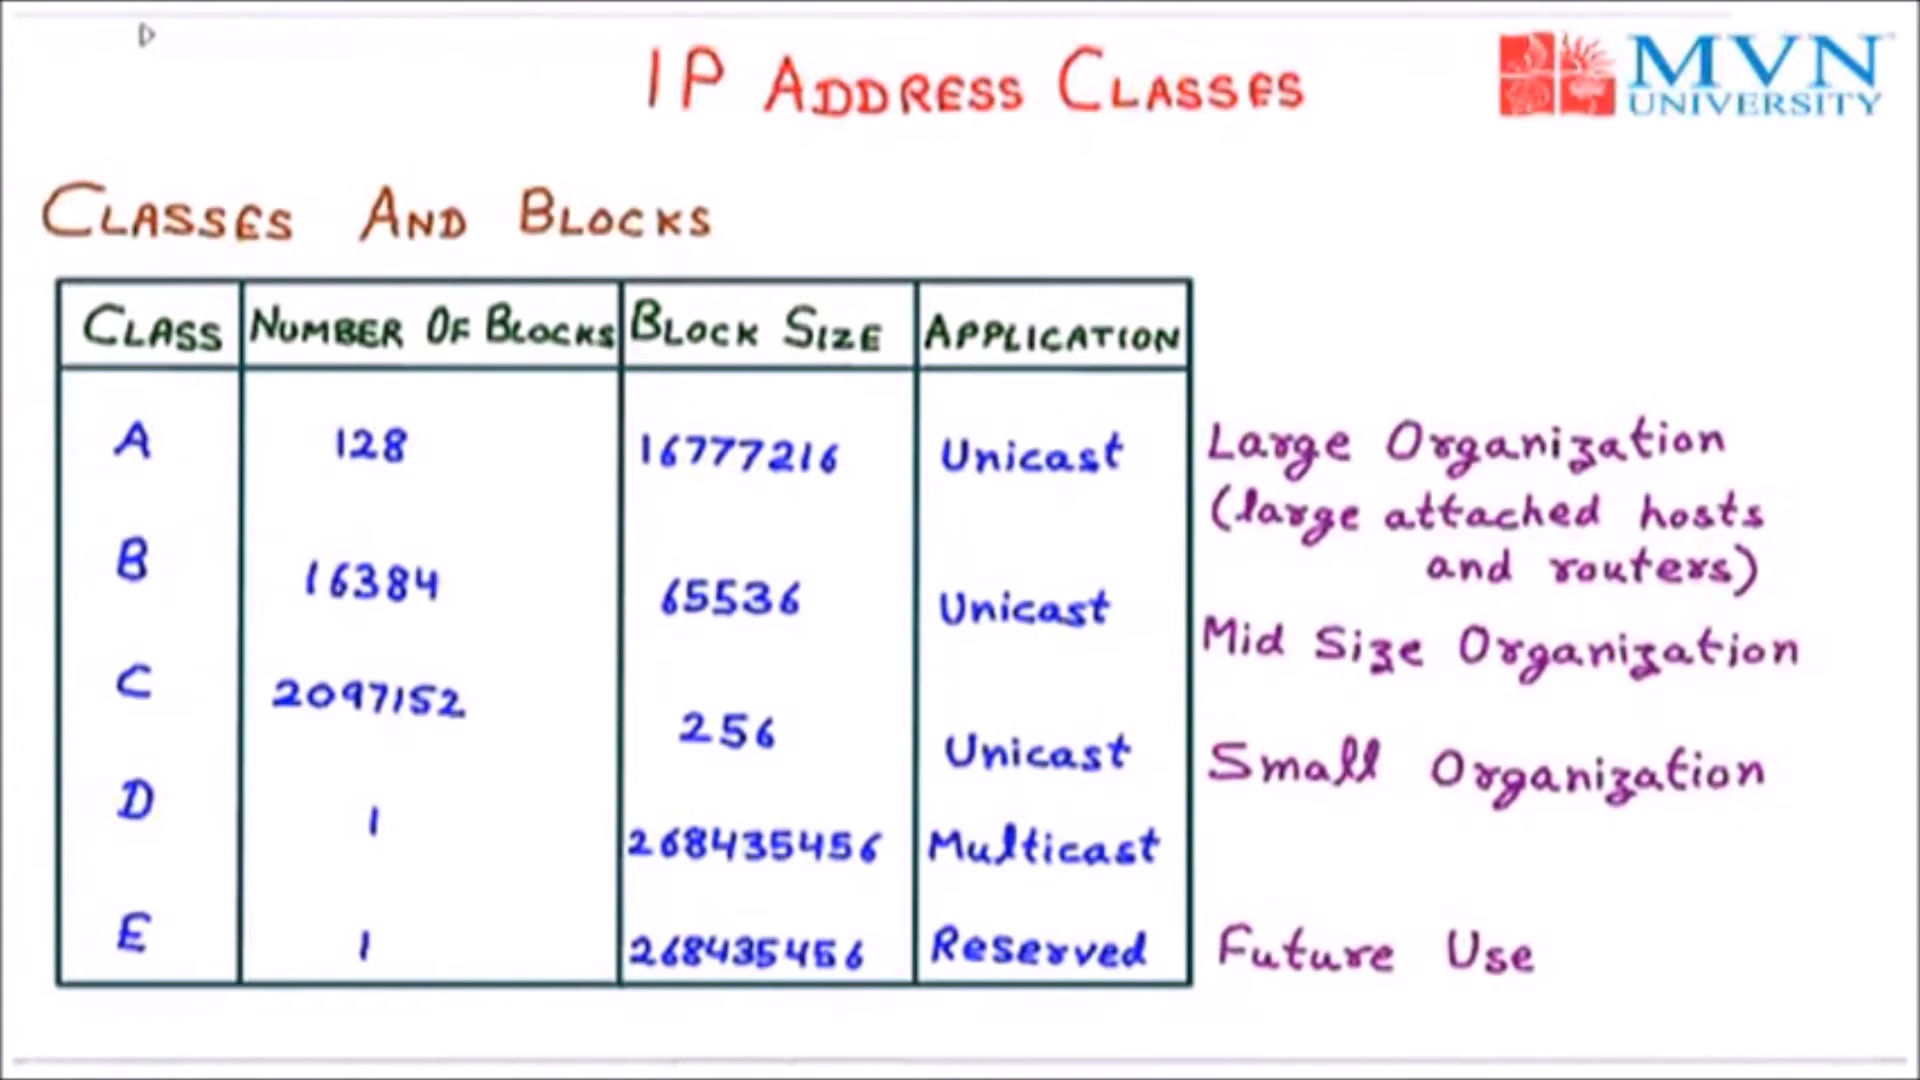 IP ADDRESS CLASSES
MVN
UNIVERSITY
CLASSES AND BLOCKS
CLASS NUMBER OF BLOCKS BLOCK SIZE APPLICATION
A 128 16777216 Unicast Large Organization
(large attached hosts
and routers)
B 16384 65536 Unicast Mid Size Organization
C 2097152 256 Unicast Small Organization
D 1 268435456 Multicast
E 1 268435456 Reserved Future Use